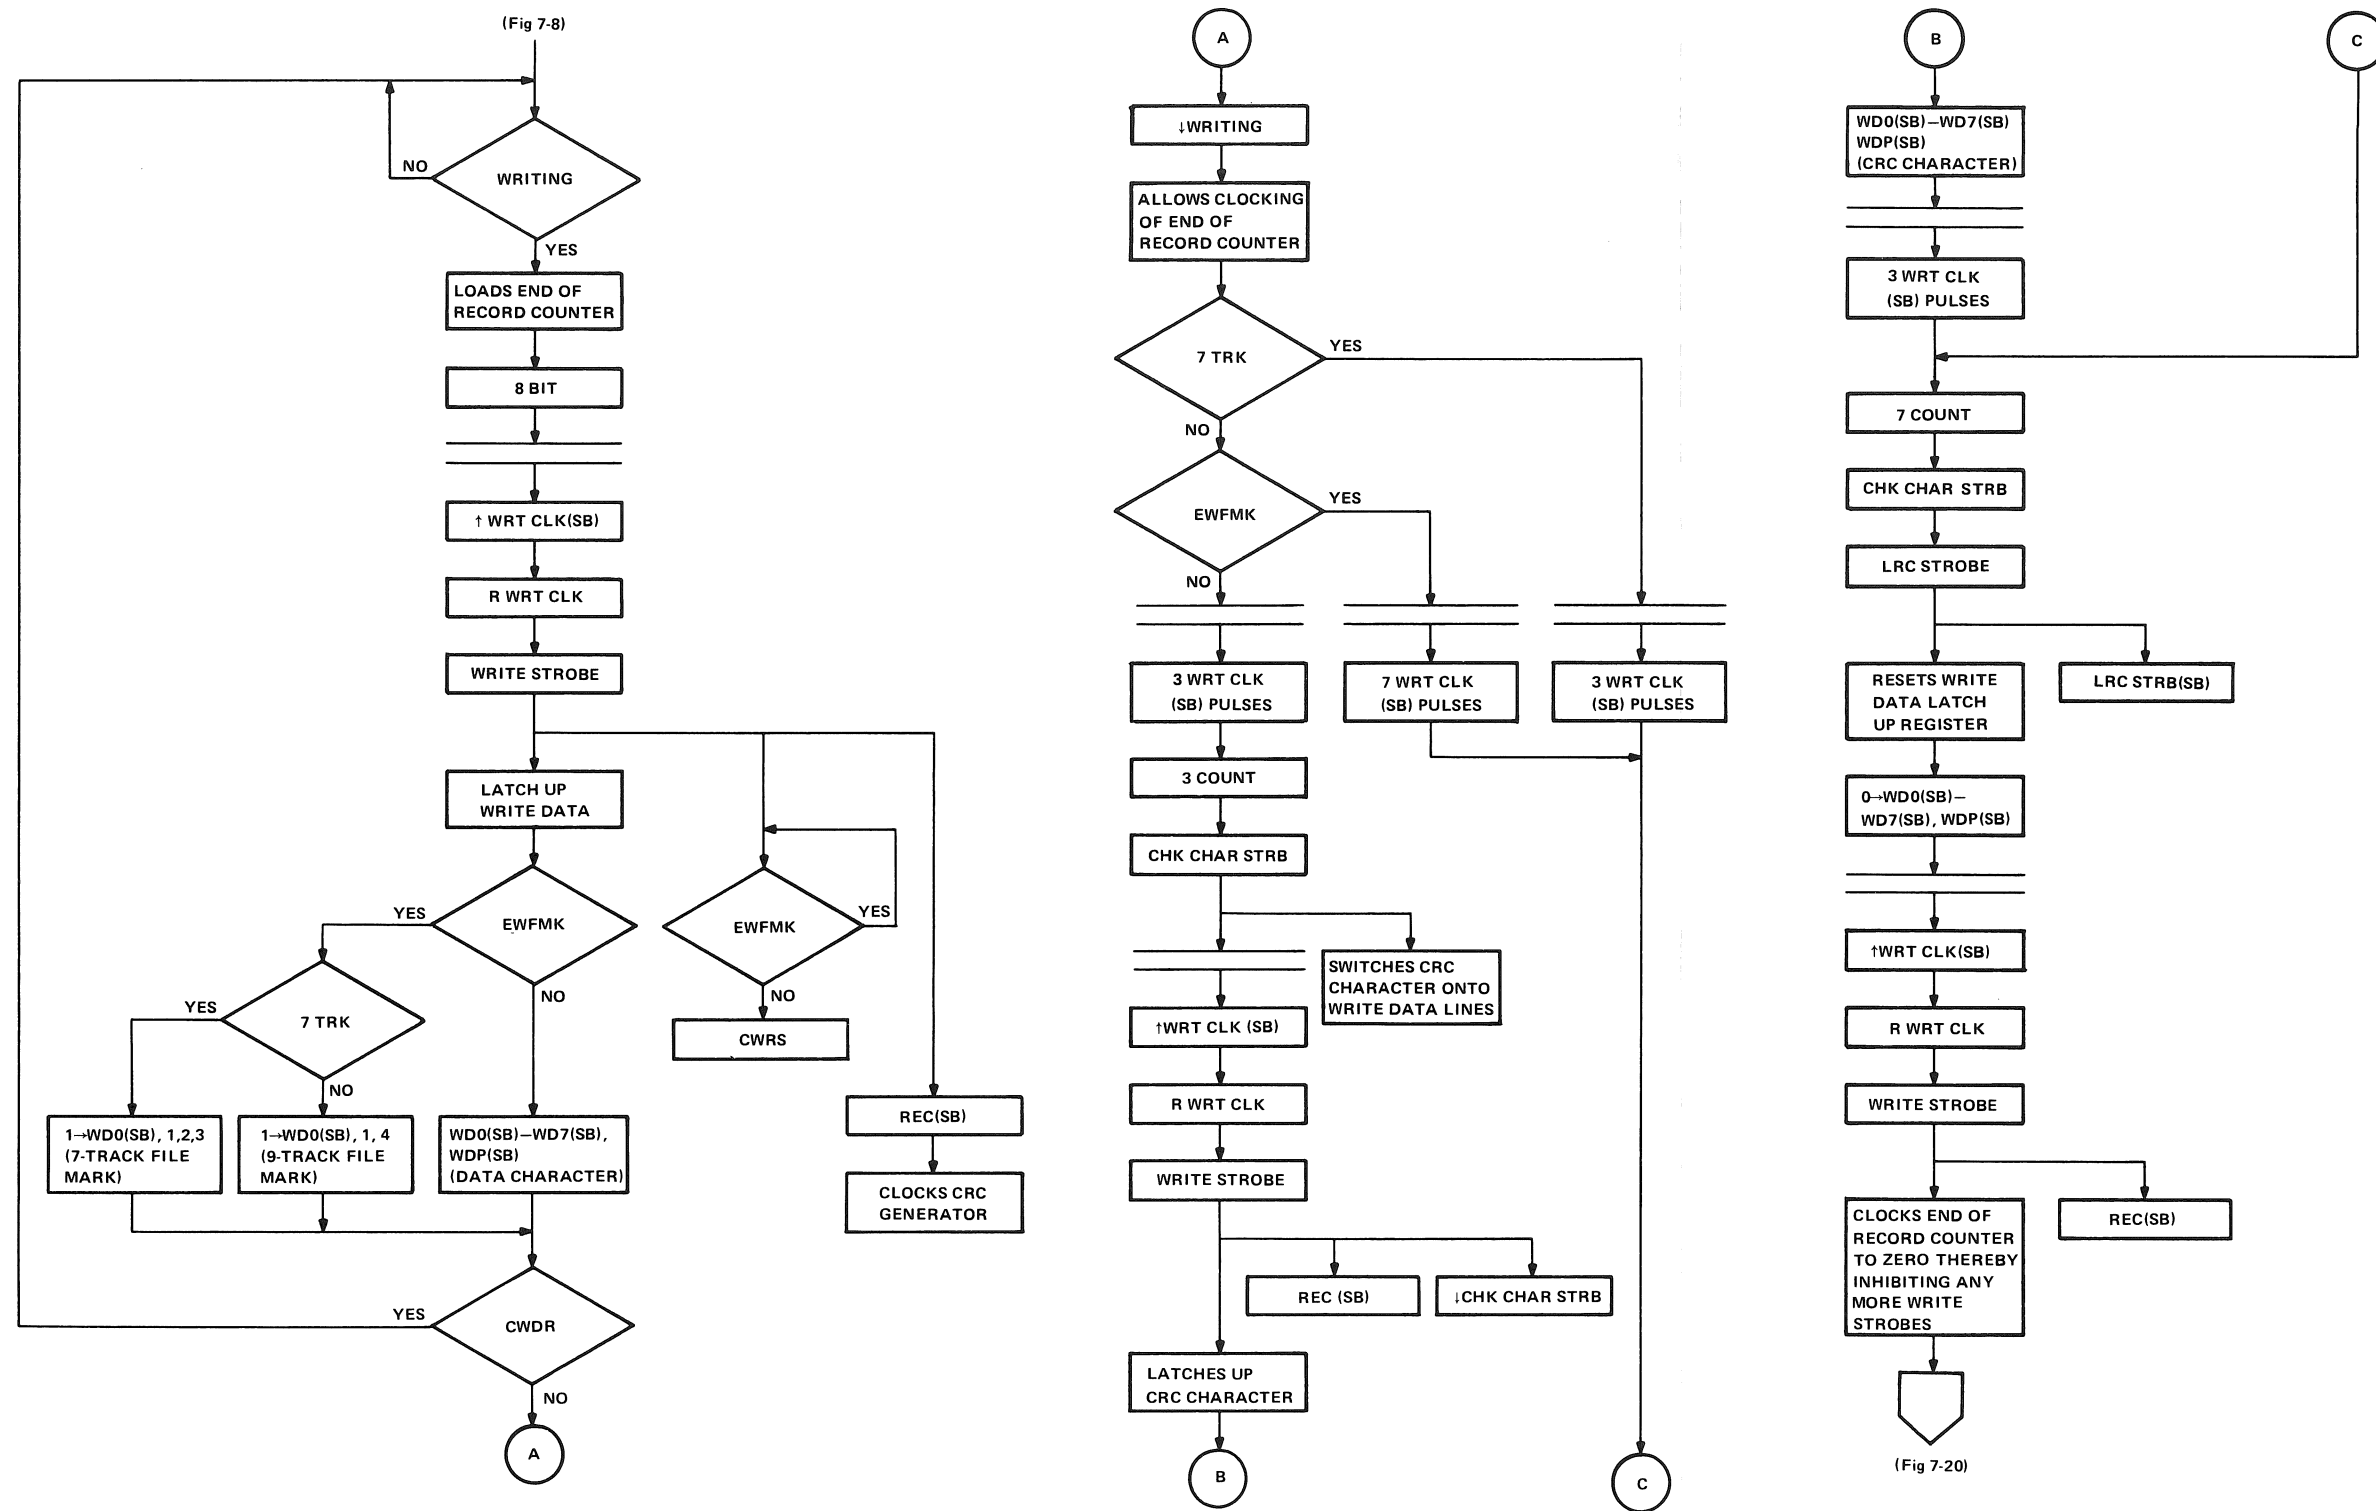 (Fig 7-8)
WRITING
NO
YES
LOADS END OF
RECORD COUNTER
8 BIT
↑ WRT CLK(SB)
R WRT CLK
WRITE STROBE
LATCH UP
WRITE DATA
EWFMK
YES
NO
EWFMK
YES
NO
CWRS
7 TRK
YES
NO
1→WD0(SB), 1,2,3
(7-TRACK FILE
MARK)
1→WD0(SB), 1, 4
(9-TRACK FILE
MARK)
WD0(SB)–WD7(SB),
WDP(SB)
(DATA CHARACTER)
REC(SB)
CLOCKS CRC
GENERATOR
CWDR
YES
NO
A
A
↓WRITING
ALLOWS CLOCKING
OF END OF
RECORD COUNTER
7 TRK
YES
NO
EWFMK
YES
NO
3 WRT CLK
(SB) PULSES
7 WRT CLK
(SB) PULSES
3 WRT CLK
(SB) PULSES
3 COUNT
CHK CHAR STRB
SWITCHES CRC
CHARACTER ONTO
WRITE DATA LINES
↑WRT CLK (SB)
R WRT CLK
WRITE STROBE
REC (SB)
↓CHK CHAR STRB
LATCHES UP
CRC CHARACTER
B
C
B
C
WD0(SB)–WD7(SB)
WDP(SB)
(CRC CHARACTER)
3 WRT CLK
(SB) PULSES
7 COUNT
CHK CHAR STRB
LRC STROBE
RESETS WRITE
DATA LATCH
UP REGISTER
LRC STRB(SB)
0→WD0(SB)–
WD7(SB), WDP(SB)
↑WRT CLK(SB)
R WRT CLK
WRITE STROBE
CLOCKS END OF
RECORD COUNTER
TO ZERO THEREBY
INHIBITING ANY
MORE WRITE
STROBES
REC(SB)
(Fig 7-20)